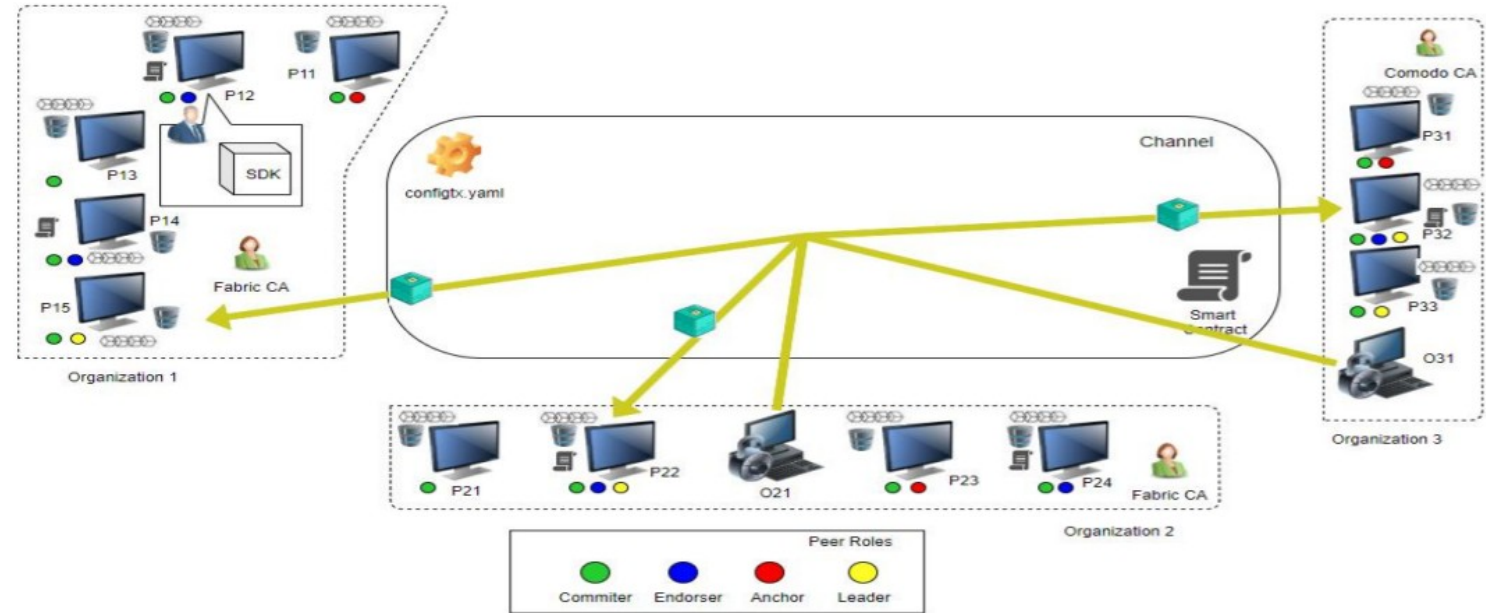 P12
P11
P13
SDK
P14
Fabric CA
P15
Organization 1
configtx.yaml
Channel
Smart
Contract
Comodo CA
P31
P32
P33
O31
Organization 3
P21
P22
O21
P23
P24
Fabric CA
Organization 2
Peer Roles
Commiter Endorser Anchor Leader